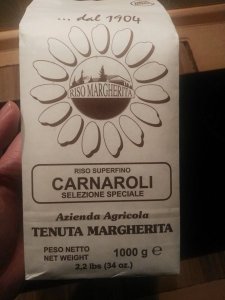 ... dal 1904
RISO MARGHERITA
RISO SUPERFINO
CARNAROLI
SELEZIONE SPECIALE
Azienda Agricola
TENUTA MARGHERITA
PESO NETTO
NET WEIGHT
1000 g ℮
2,2 lbs (34 oz.)